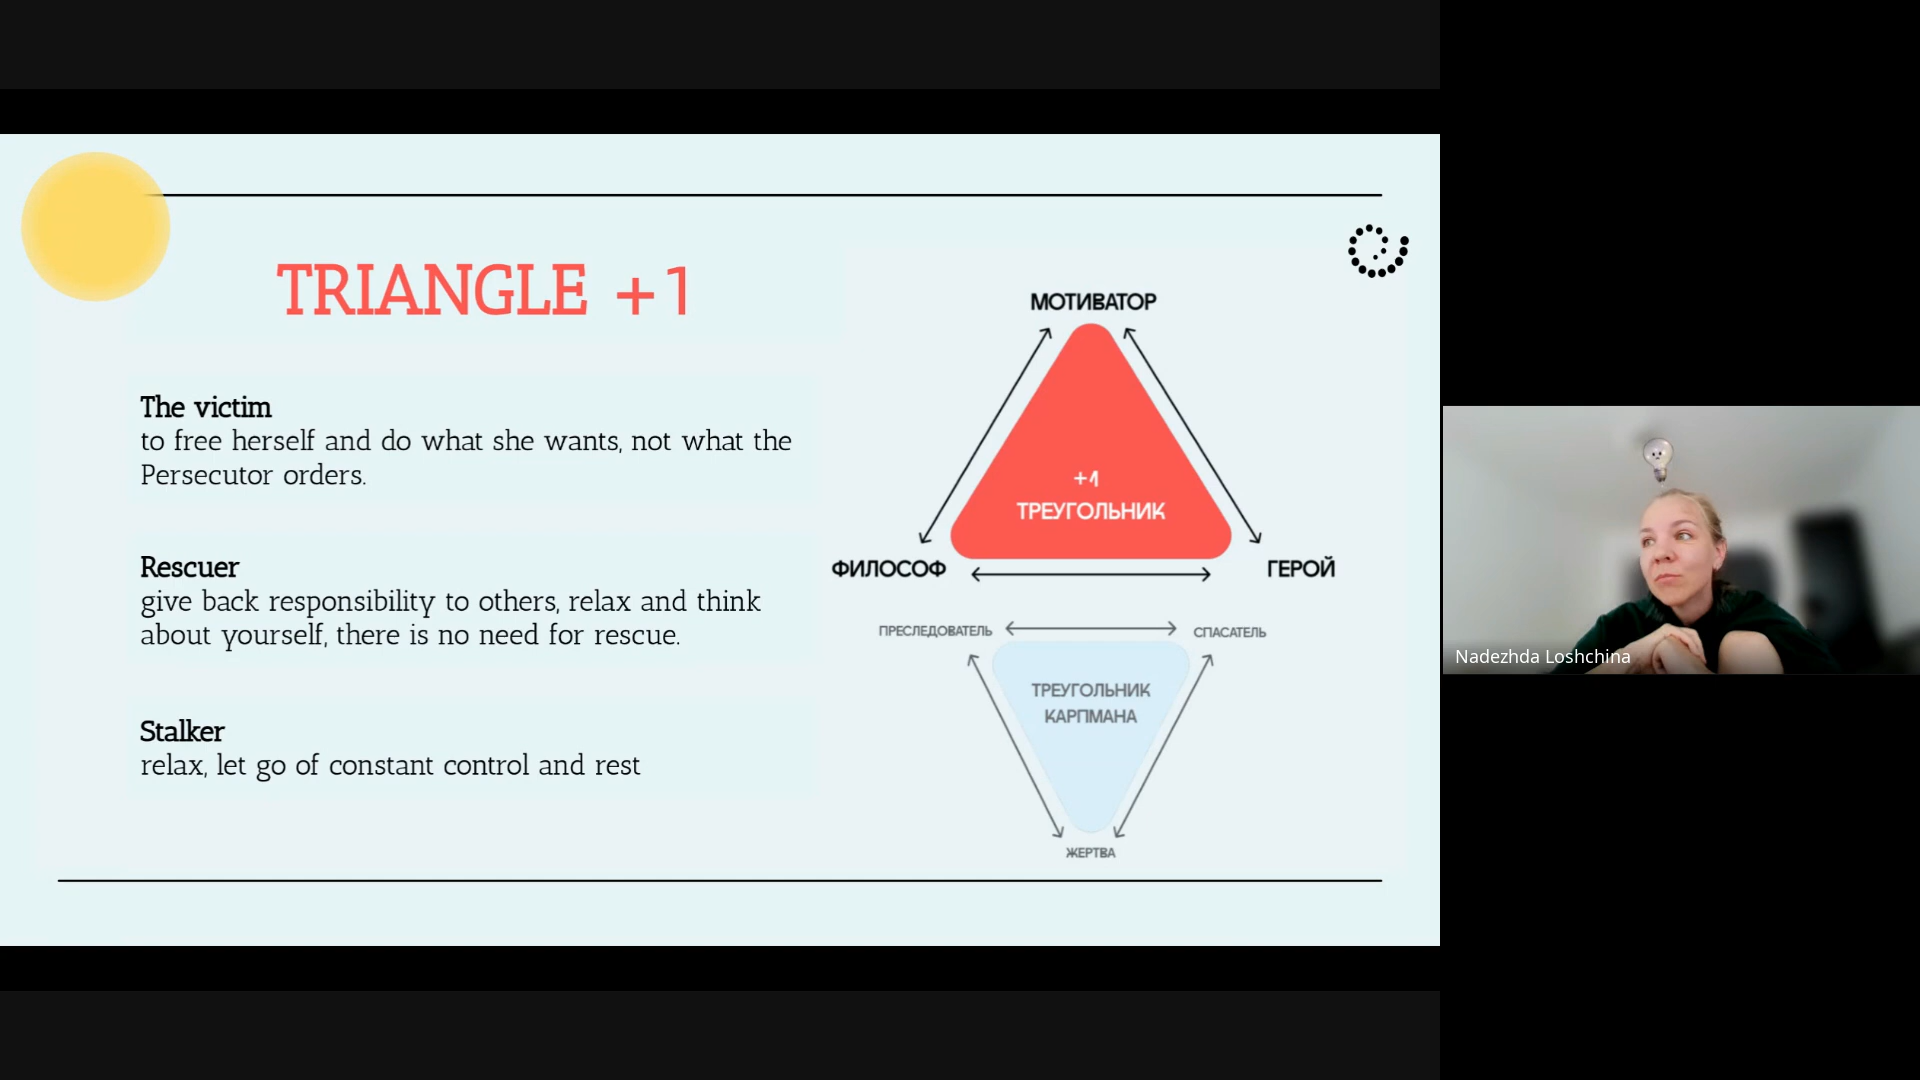 TRIANGLE +1
The victim
to free herself and do what she wants, not what the
Persecutor orders.
Rescuer
give back responsibility to others, relax and think
about yourself, there is no need for rescue.
Stalker
relax, let go of constant control and rest
МОТИВАТОР
+1
ТРЕУГОЛЬНИК
ФИЛОСОФ
ГЕРОЙ
ПРЕСЛЕДОВАТЕЛЬ
СПАСАТЕЛЬ
ТРЕУГОЛЬНИК
КАРПМАНА
ЖЕРТВА
Nadezhda Loshchina